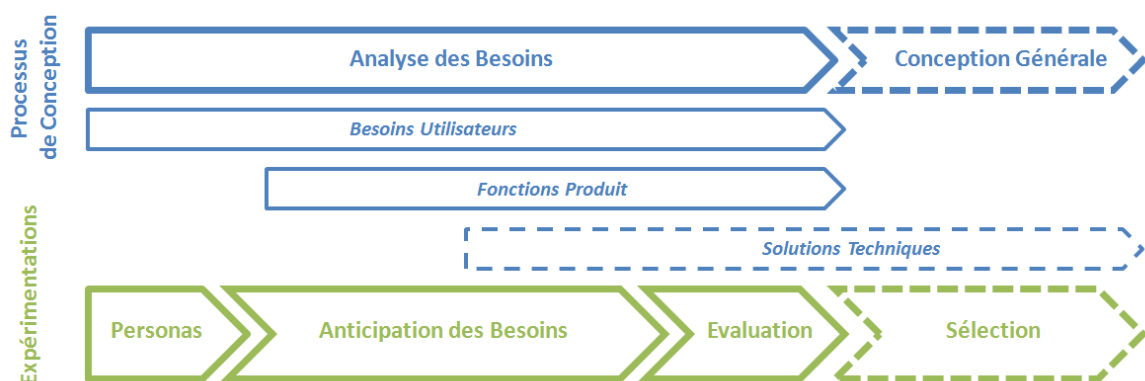 Processus
de Conception
Analyse des Besoins
Conception Générale
Besoins Utilisateurs
Fonctions Produit
Solutions Techniques
Expérimentations
Personas
Anticipation des Besoins
Evaluation
Sélection